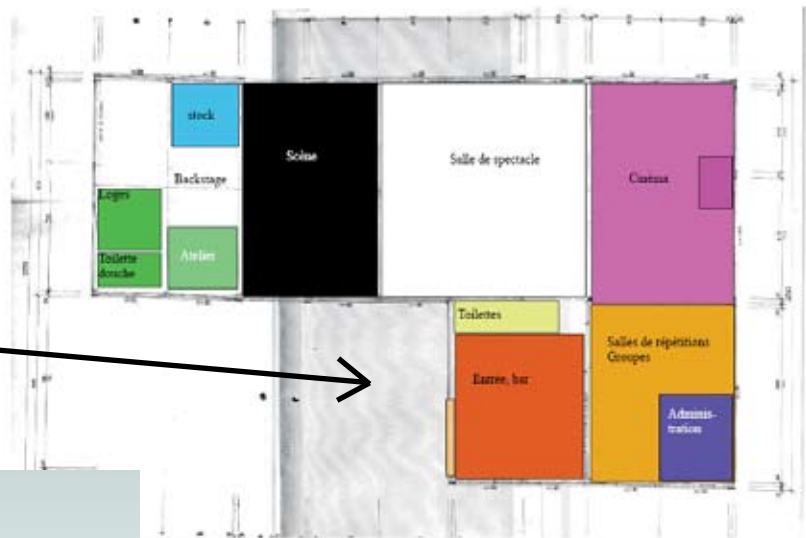 stock
Scène
Salle de spectacle
Cinéma
Backstage
Loges
Atelier
Toilette
douche
Toilettes
Salles de répétitions
Groupes
Entrée, bar
Adminis-
tration